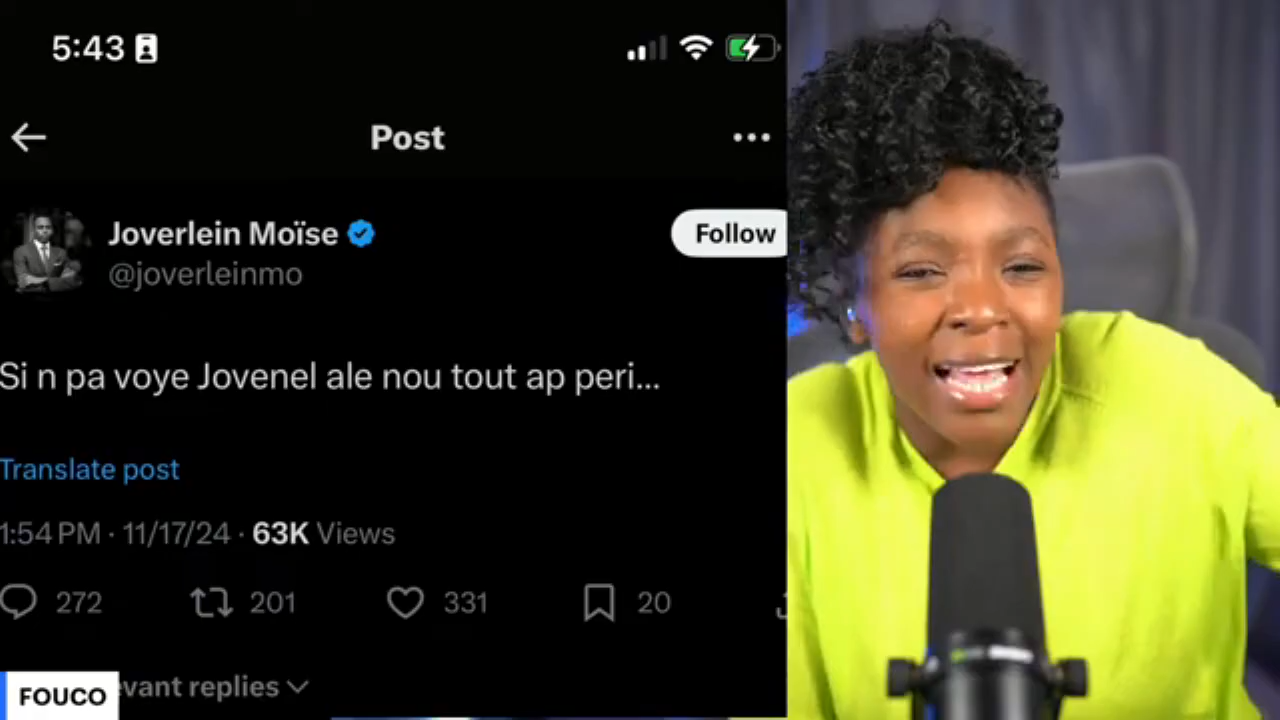 5:43
Post
Joverlein Moïse
Follow
@joverleinmo
Si n pa voye Jovenel ale nou tout ap peri...
Translate post
1:54 PM · 11/17/24 · 63K Views
272 201 331 20
evant replies
FOUCO